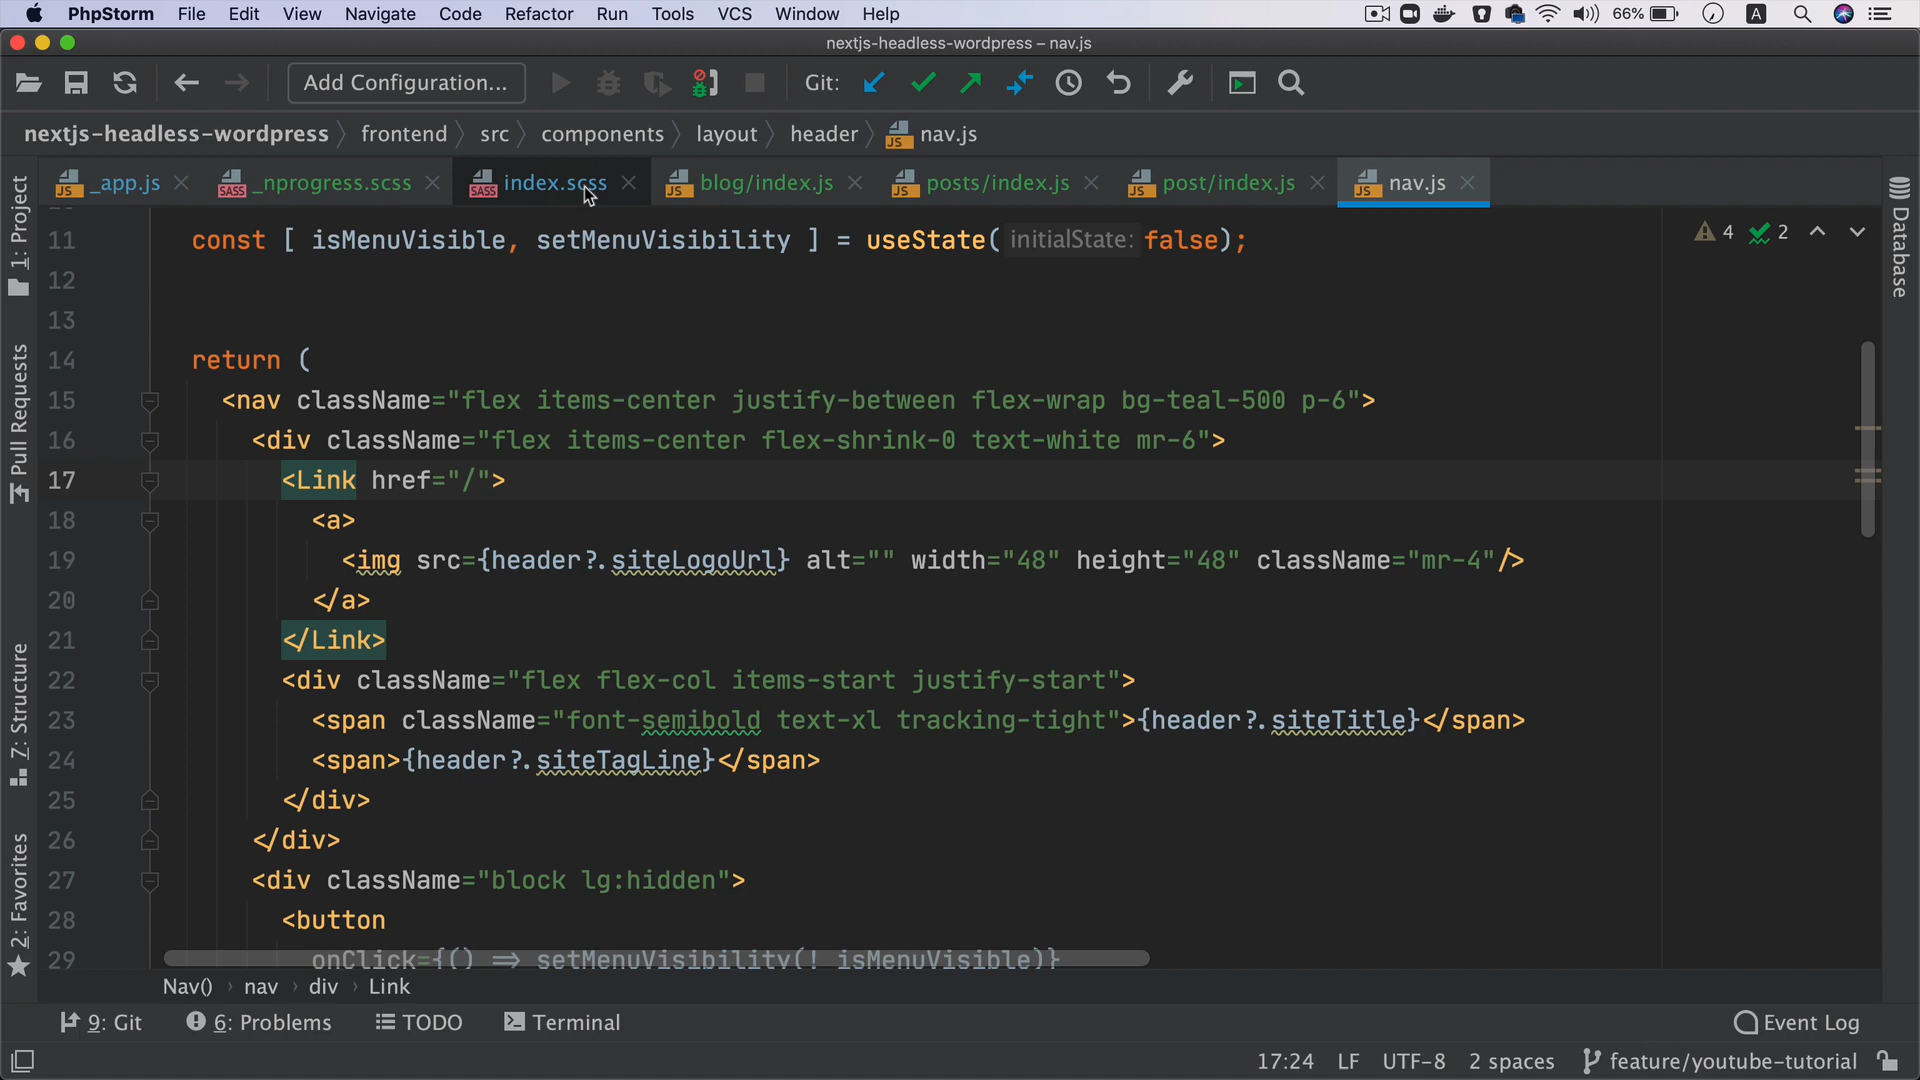 PhpStorm File Edit View Navigate Code Refactor Run Tools VCS Window Help 66% A
nextjs-headless-wordpress – nav.js
Add Configuration... Git:
nextjs-headless-wordpress frontend src components layout header JS nav.js
JS _app.js SASS _nprogress.scss SASS index.scss JS blog/index.js JS posts/index.js JS post/index.js JS nav.js
11 const [ isMenuVisible, setMenuVisibility ] = useState( initialState: false);
4 2
12
13
14 return (
15 <nav className="flex items-center justify-between flex-wrap bg-teal-500 p-6">
16 <div className="flex items-center flex-shrink-0 text-white mr-6">
17 <Link href="/">
18 <a>
19 <img src={header?.siteLogoUrl} alt="" width="48" height="48" className="mr-4"/>
20 </a>
21 </Link>
22 <div className="flex flex-col items-start justify-start">
23 <span className="font-semibold text-xl tracking-tight">{header?.siteTitle}</span>
24 <span>{header?.siteTagLine}</span>
25 </div>
26 </div>
27 <div className="block lg:hidden">
28 <button
29 onClick={() => setMenuVisibility(! isMenuVisible)}
1: Project
Pull Requests
Z: Structure
2: Favorites
Database
Nav() › nav › div › Link
9: Git 6: Problems TODO Terminal Event Log
17:24 LF UTF-8 2 spaces feature/youtube-tutorial